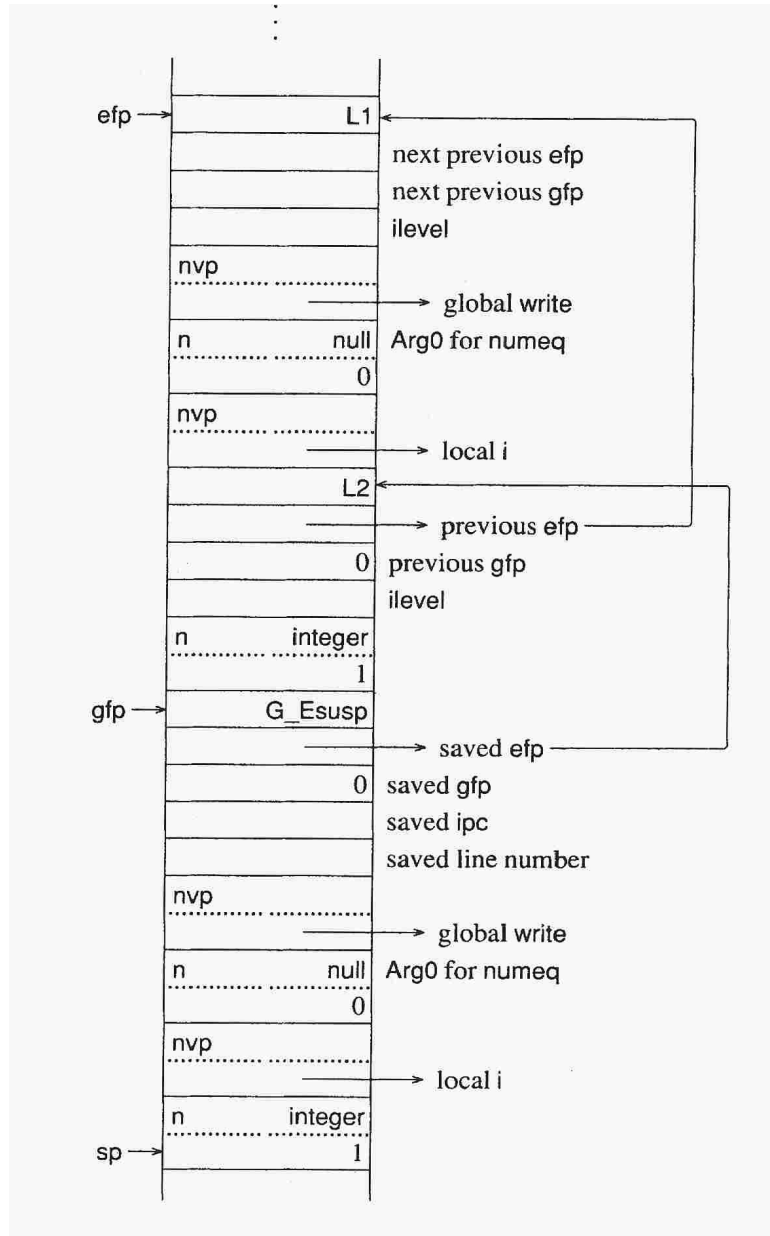 efp L1
next previous efp
next previous gfp
ilevel
nvp
global write
n null Arg0 for numeq
0
nvp
local i
L2
previous efp
0 previous gfp
ilevel
n integer
1
gfp G_Esusp
saved efp
0 saved gfp
saved ipc
saved line number
nvp
global write
n null Arg0 for numeq
0
nvp
local i
n integer
sp 1